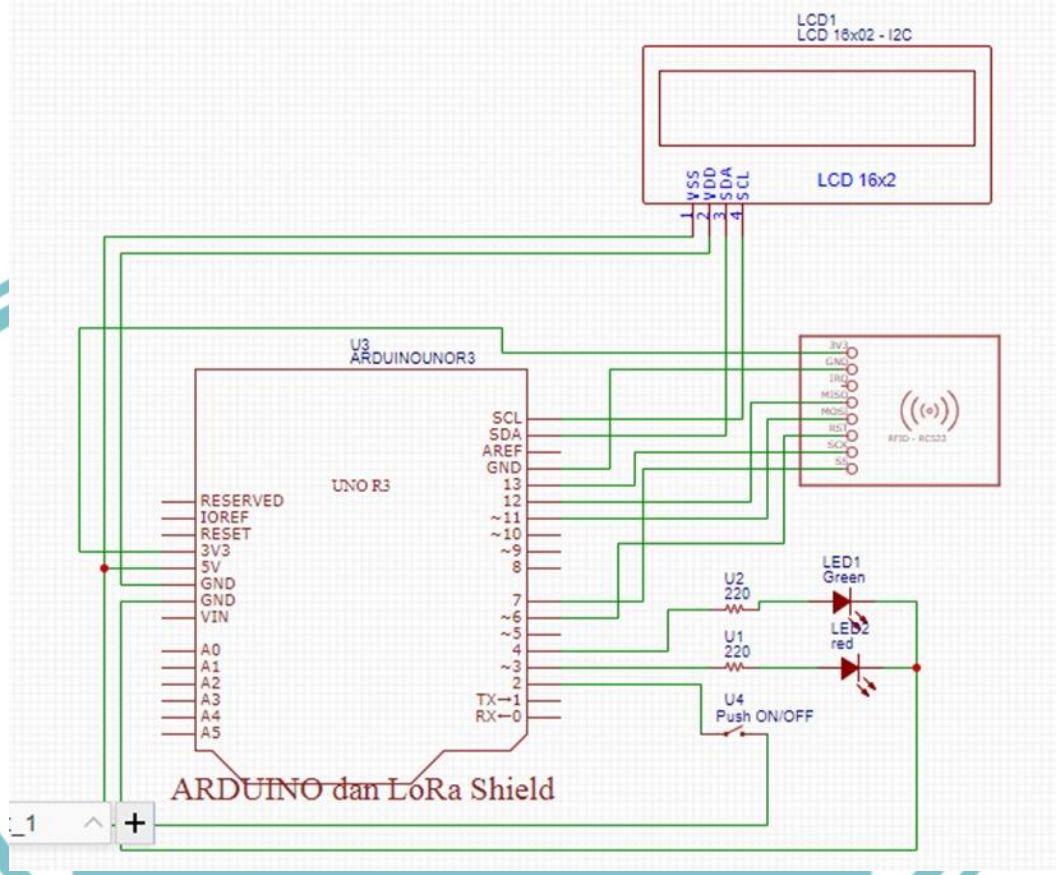 LCD1
LCD 16x02 - I2C
LCD 16x2
VSS
VDD
SDA
SCL
1
2
3
4
U3
ARDUINOUNOR3
UNO R3
SCL
SDA
AREF
GND
13
12
~11
~10
~9
8
7
~6
~5
4
~3
2
TX→1
RX←0
RESERVED
IOREF
RESET
3V3
5V
GND
GND
VIN
A0
A1
A2
A3
A4
A5
ARDUINO dan LoRa Shield
3V3
GND
IRQ
MISO
MOSI
RST
SCK
SS
RFID - RC522
U2
220
LED1
Green
U1
220
LED2
red
U4
Push ON/OFF
_1
+